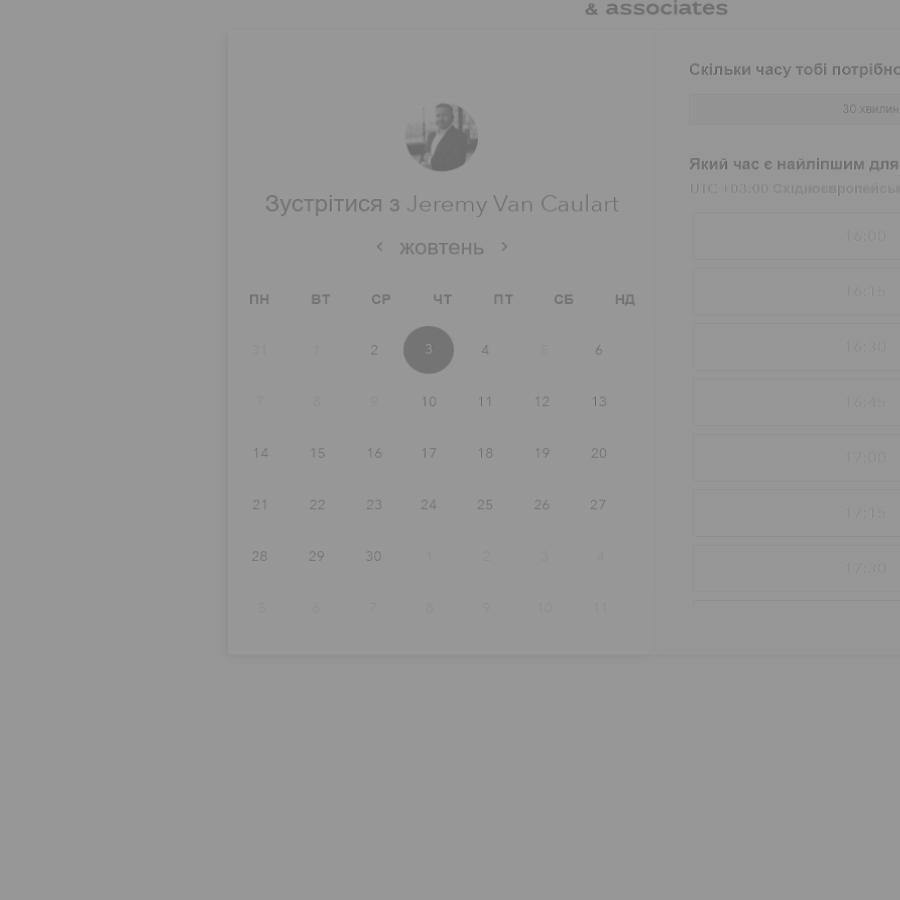 & associates
Зустрітися з Jeremy Van Caulart
жовтень
ПН ВТ СР ЧТ ПТ СБ НД
31 1 2 3 4 5 6
7 8 9 10 11 12 13
14 15 16 17 18 19 20
21 22 23 24 25 26 27
28 29 30 1 2 3 4
5 6 7 8 9 10 11
Скільки часу тобі потрібно
30 хвилин
Який час є найліпшим для
UTC +03:00 Східноєвропейськ
16:00
16:15
16:30
16:45
17:00
17:15
17:30